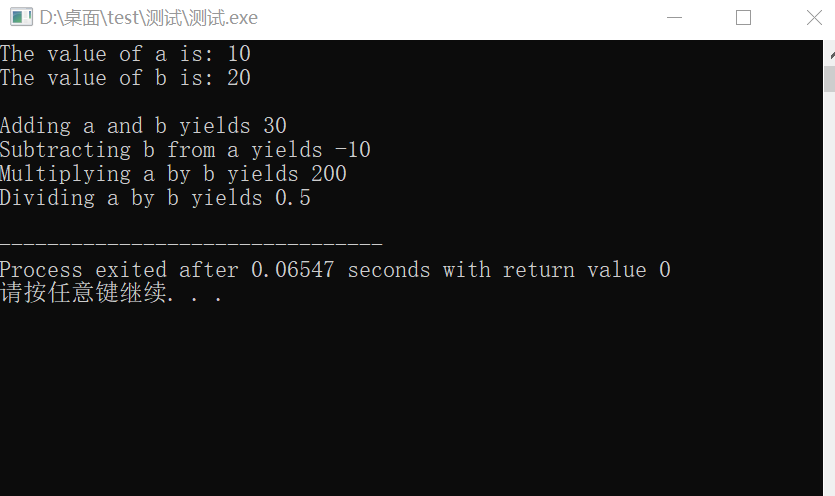 D:\桌面\test\测试\测试.exe
The value of a is: 10
The value of b is: 20
Adding a and b yields 30
Subtracting b from a yields -10
Multiplying a by b yields 200
Dividing a by b yields 0.5
--------------------------------
Process exited after 0.06547 seconds with return value 0
请按任意键继续. . .